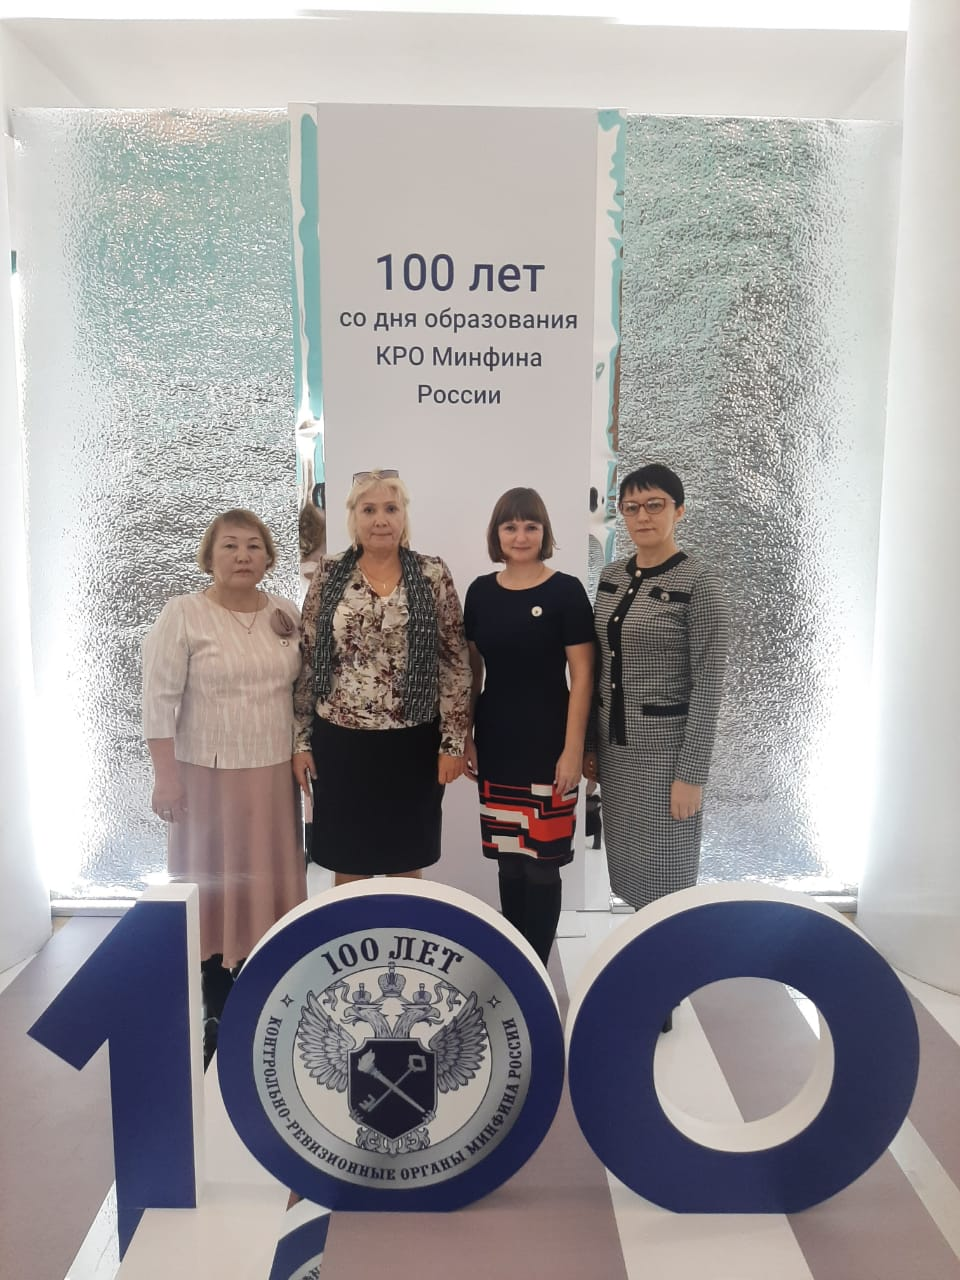 100 лет
со дня образования
КРО Минфина
России
100
100 ЛЕТ
КОНТРОЛЬНО-РЕВИЗИОННЫЕ ОРГАНЫ МИНФИНА РОССИИ